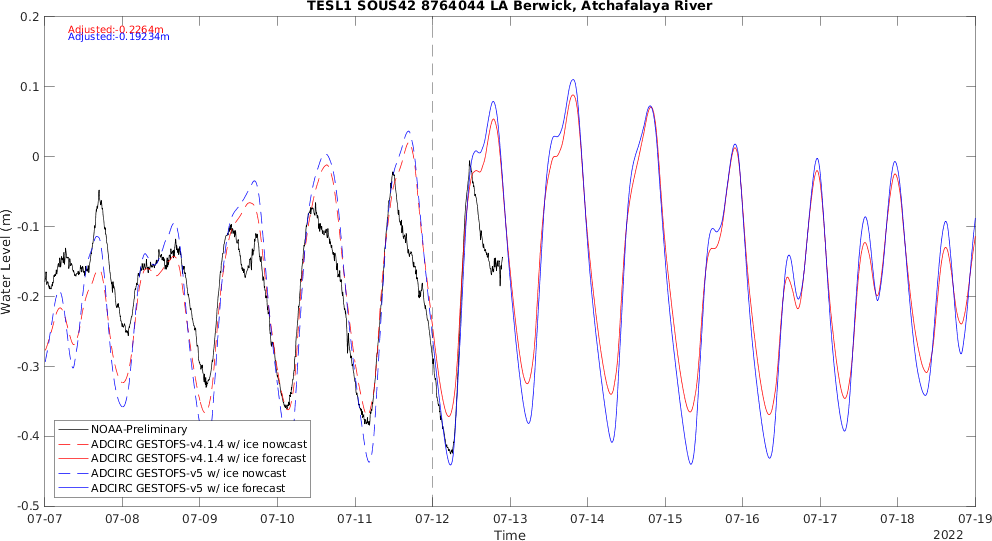 TESL1 SOUS42 8764044 LA Berwick, Atchafalaya River
Adjusted:-0.2264m
Adjusted:-0.19234m
0.2
0.1
0
-0.1
-0.2
-0.3
-0.4
-0.5
Water Level (m)
NOAA-Preliminary
ADCIRC GESTOFS-v4.1.4 w/ ice nowcast
ADCIRC GESTOFS-v4.1.4 w/ ice forecast
ADCIRC GESTOFS-v5 w/ ice nowcast
ADCIRC GESTOFS-v5 w/ ice forecast
07-07 07-08 07-09 07-10 07-11 07-12 07-13 07-14 07-15 07-16 07-17 07-18 07-19
Time
2022